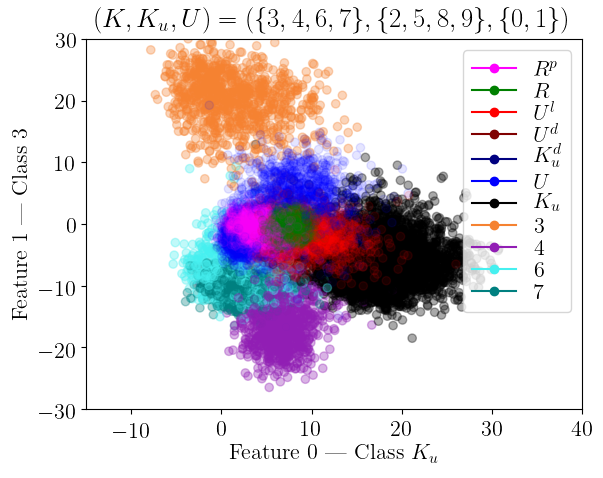 (K, K_u, U) = ({3, 4, 6, 7}, {2, 5, 8, 9}, {0, 1})
30
20
10
0
−10
−20
−30
Feature 1 — Class 3
R^p
R
U^l
U^d
K_u^d
U
K_u
3
4
6
7
−10
0
10
20
30
40
Feature 0 — Class K_u